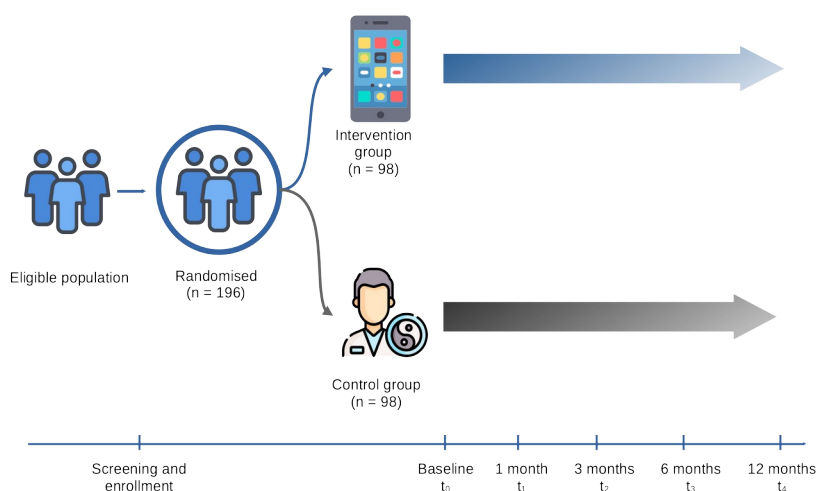 Intervention
group
(n = 98)
Eligible population
Randomised
(n = 196)
Control group
(n = 98)
Screening and
enrollment
Baseline
t₀
1 month
t₁
3 months
t₂
6 months
t₃
12 months
t₄